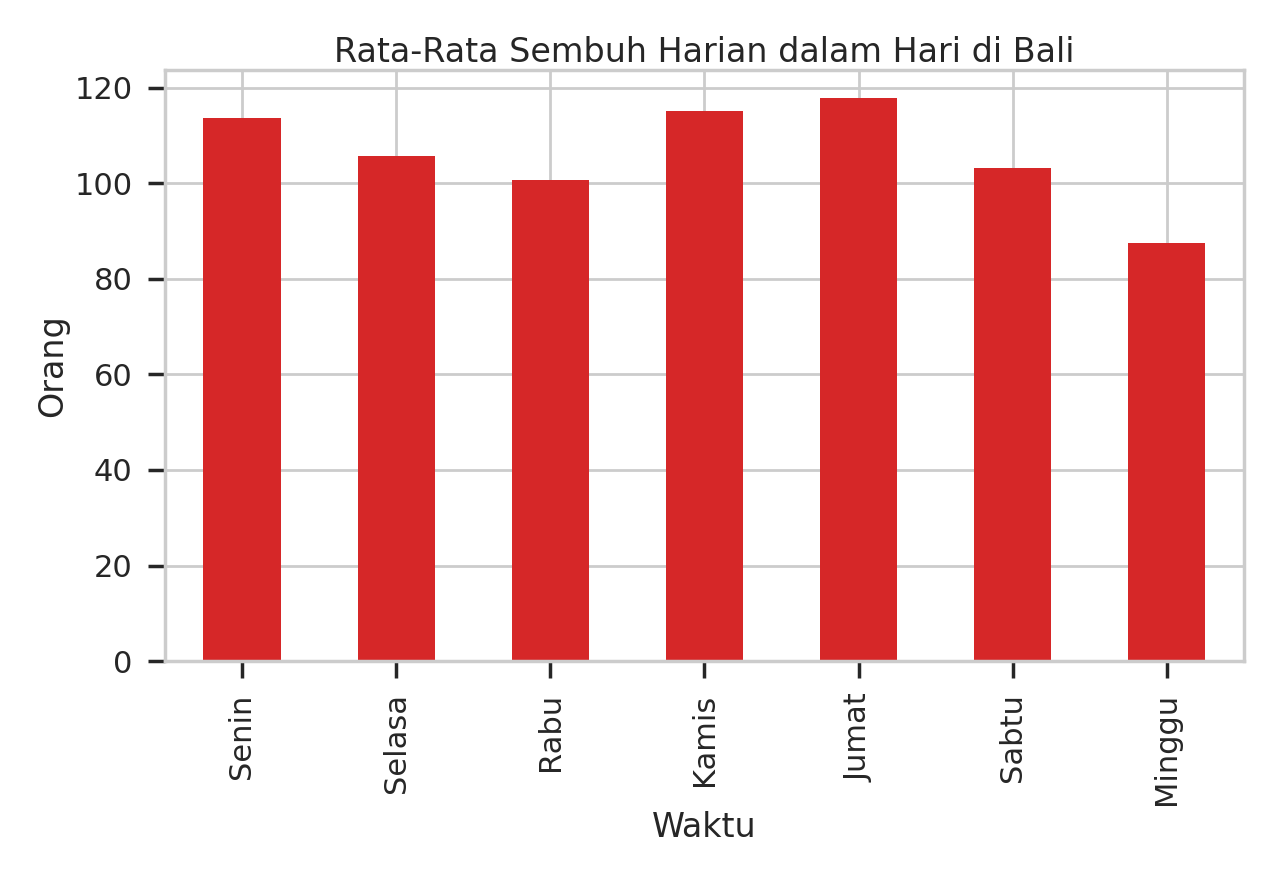 Rata-Rata Sembuh Harian dalam Hari di Bali
120
100
80
60
40
20
0
Orang
Senin
Selasa
Rabu
Kamis
Jumat
Sabtu
Minggu
Waktu